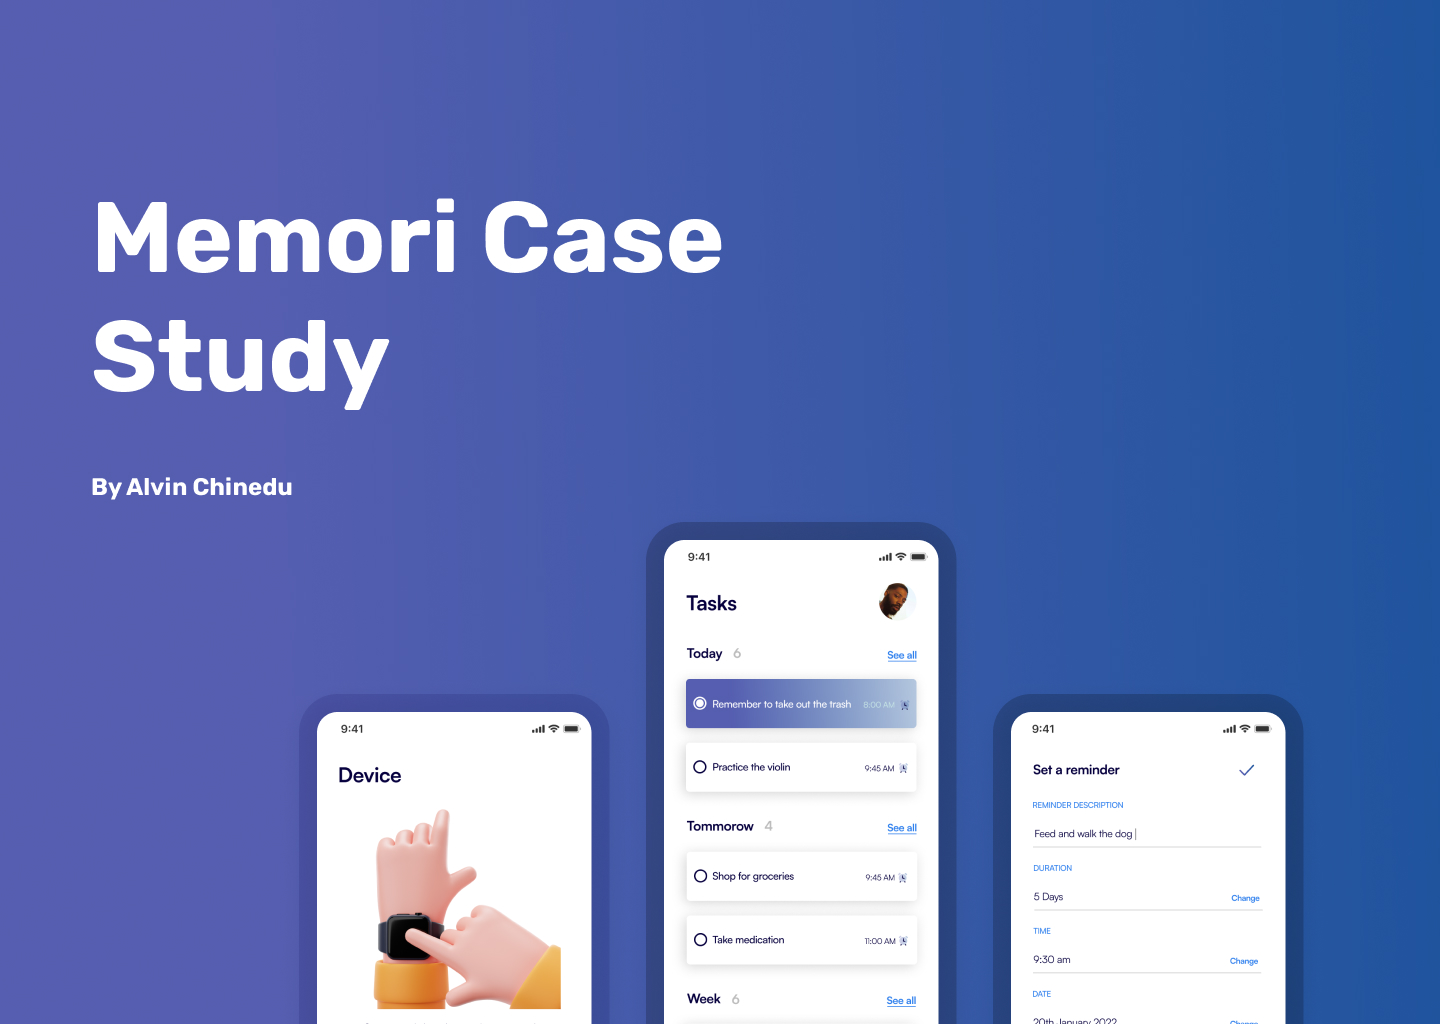 Memori Case
Study
By Alvin Chinedu
9:41
Device
9:41
Tasks
Today 6 See all
Remember to take out the trash 8:00 AM
Practice the violin 9:45 AM
Tommorow 4 See all
Shop for groceries 9:45 AM
Take medication 11:00 AM
Week 6 See all
9:41
Set a reminder
REMINDER DESCRIPTION
Feed and walk the dog
DURATION
5 Days Change
TIME
9:30 am Change
DATE
20th January 2022 Change